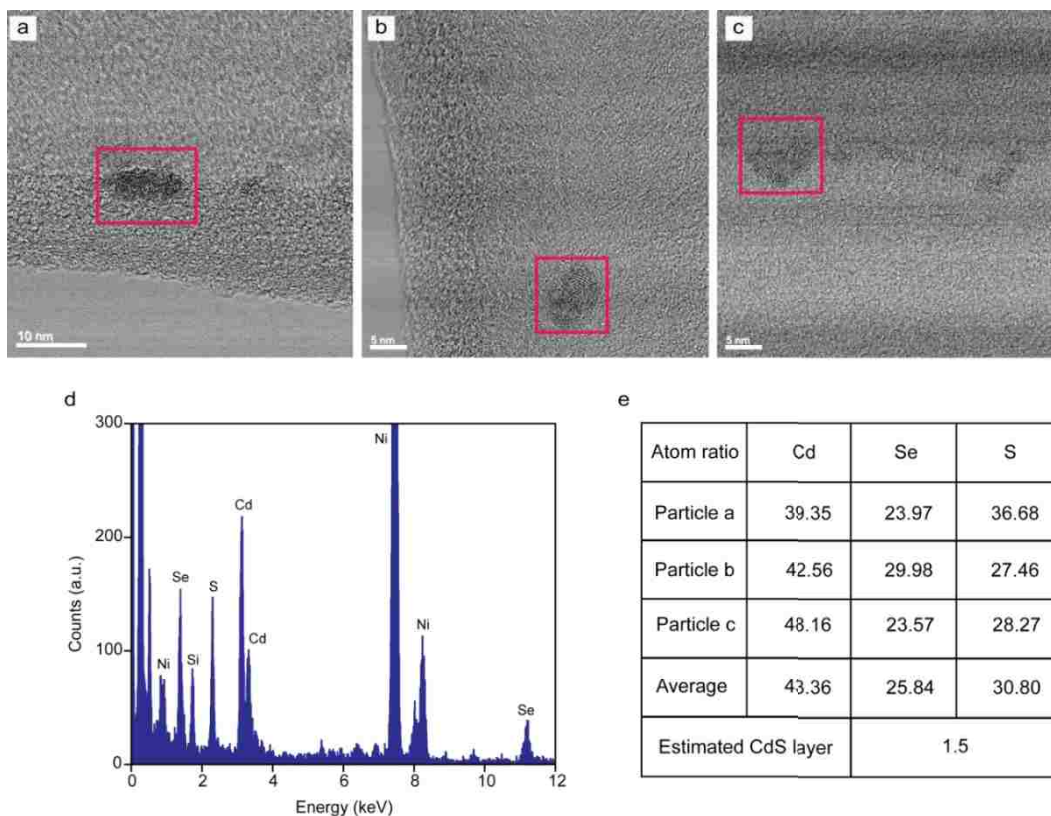 a
b
c
10 nm
5 nm
5 nm
d
300
200
100
0
Counts (a.u.)
Ni
Se
Si
S
Cd
Cd
Ni
Ni
Se
0 2 4 6 8 10 12
Energy (keV)
e
Atom ratio Cd Se S
Particle a 39.35 23.97 36.68
Particle b 42.56 29.98 27.46
Particle c 48.16 23.57 28.27
Average 43.36 25.84 30.80
Estimated CdS layer 1.5